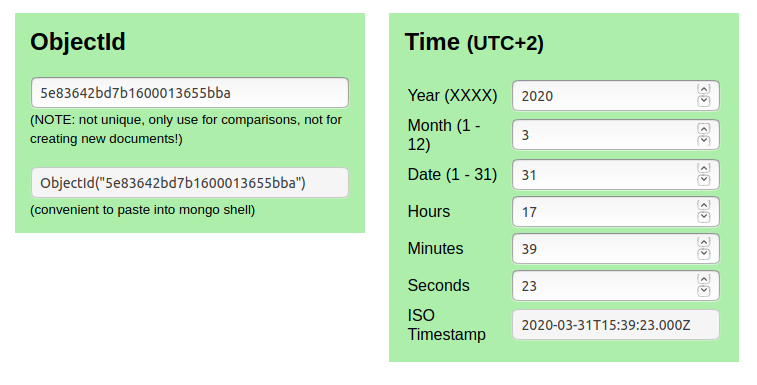 ObjectId
5e83642bd7b1600013655bba
(NOTE: not unique, only use for comparisons, not for
creating new documents!)
ObjectId("5e83642bd7b1600013655bba")
(convenient to paste into mongo shell)
Time (UTC+2)
Year (XXXX) 2020
Month (1 -
12) 3
Date (1 - 31) 31
Hours 17
Minutes 39
Seconds 23
ISO
Timestamp 2020-03-31T15:39:23.000Z